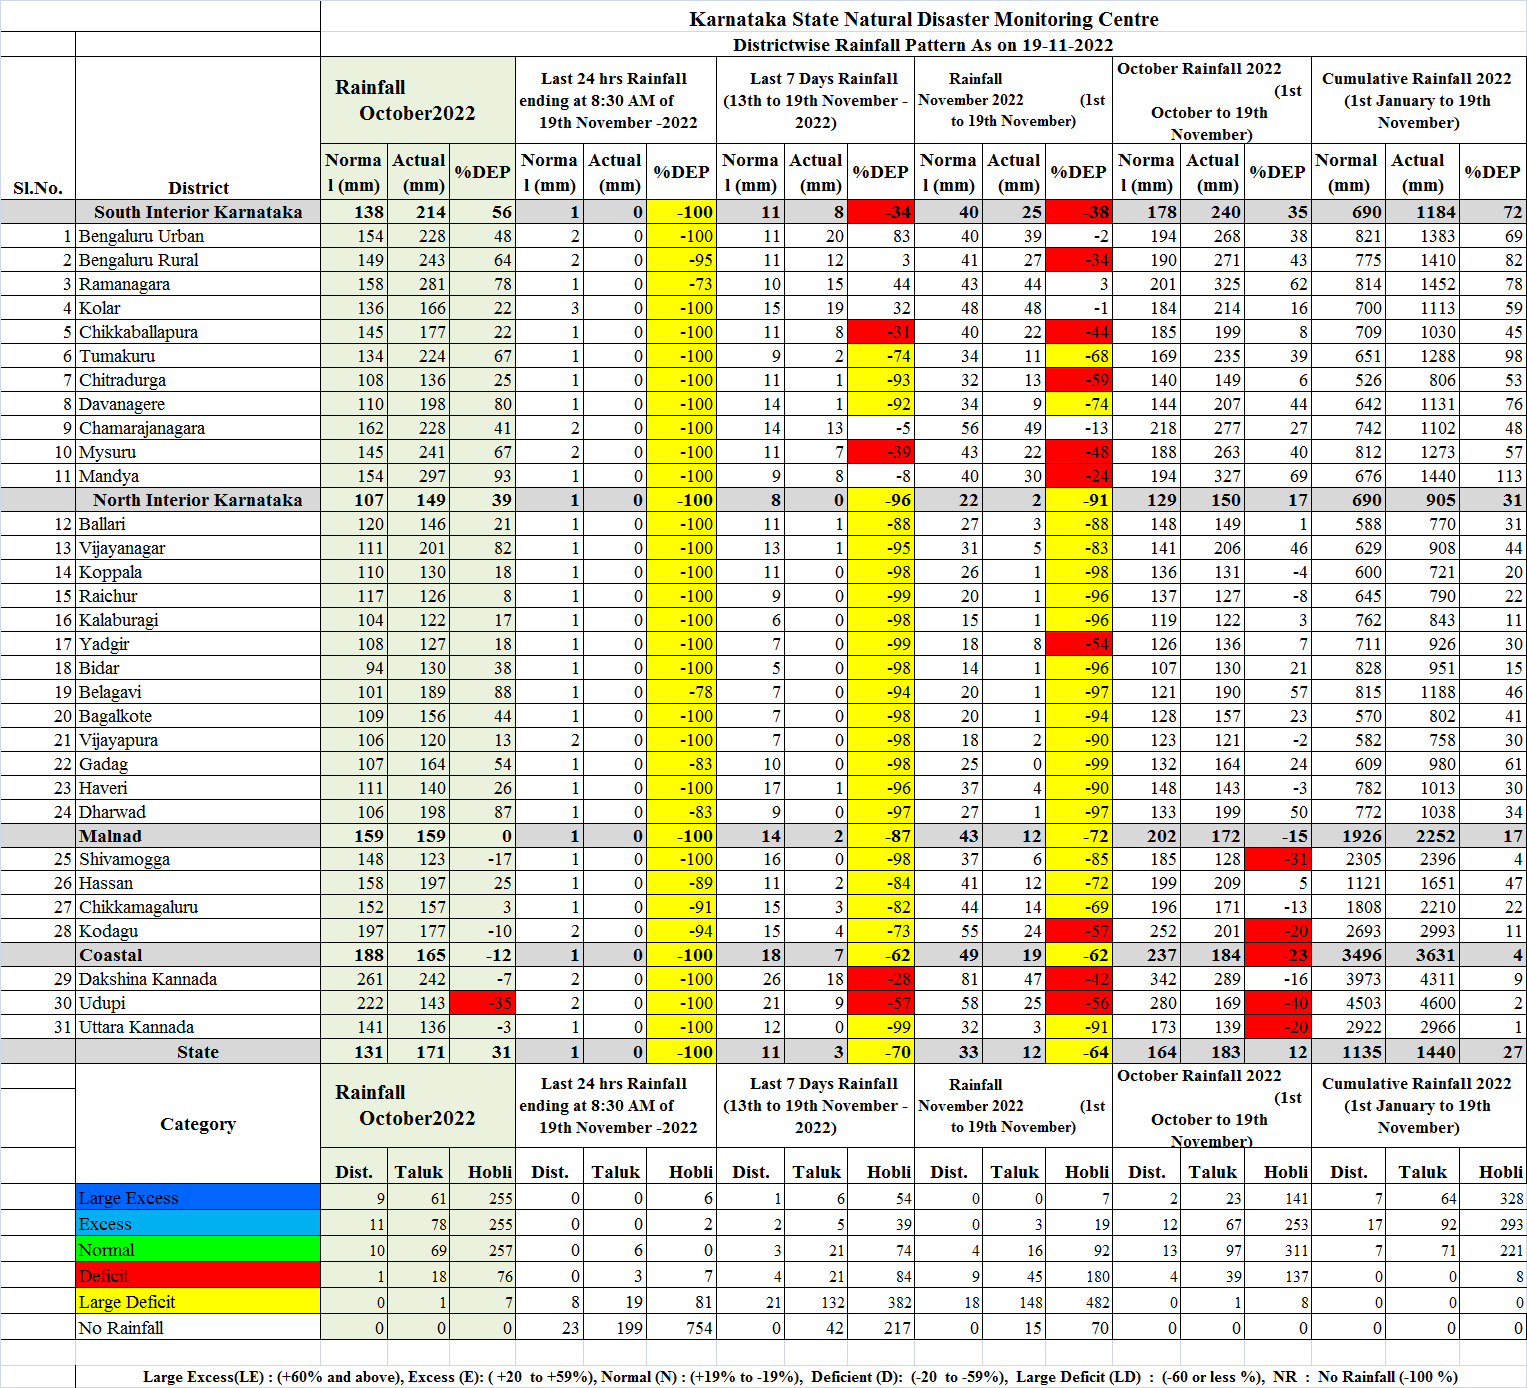 Karnataka State Natural Disaster Monitoring Centre
Districtwise Rainfall Pattern As on 19-11-2022
Sl.No. District Rainfall October2022 Last 24 hrs Rainfall ending at 8:30 AM of 19th November -2022 Last 7 Days Rainfall (13th to 19th November - 2022) Rainfall November 2022 (1st to 19th November) October Rainfall 2022 (1st October to 19th November) Cumulative Rainfall 2022 (1st January to 19th November)
Normal (mm) Actual (mm) %DEP Normal (mm) Actual (mm) %DEP Normal (mm) Actual (mm) %DEP Normal (mm) Actual (mm) %DEP Normal (mm) Actual (mm) %DEP Normal (mm) Actual (mm) %DEP
South Interior Karnataka 138 214 56 1 0 -100 11 8 -34 40 25 -38 178 240 35 690 1184 72
1 Bengaluru Urban 154 228 48 2 0 -100 11 20 83 40 39 -2 194 268 38 821 1383 69
2 Bengaluru Rural 149 243 64 2 0 -95 11 12 3 41 27 -34 190 271 43 775 1410 82
3 Ramanagara 158 281 78 1 0 -73 10 15 44 43 44 3 201 325 62 814 1452 78
4 Kolar 136 166 22 3 0 -100 15 19 32 48 48 -1 184 214 16 700 1113 59
5 Chikkaballapura 145 177 22 1 0 -100 11 8 -31 40 22 -44 185 199 8 709 1030 45
6 Tumakuru 134 224 67 1 0 -100 9 2 -74 34 11 -68 169 235 39 651 1288 98
7 Chitradurga 108 136 25 1 0 -100 11 1 -93 32 13 -59 140 149 6 526 806 53
8 Davanagere 110 198 80 1 0 -100 14 1 -92 34 9 -74 144 207 44 642 1131 76
9 Chamarajanagara 162 228 41 2 0 -100 14 13 -5 56 49 -13 218 277 27 742 1102 48
10 Mysuru 145 241 67 2 0 -100 11 7 -39 43 22 -48 188 263 40 812 1273 57
11 Mandya 154 297 93 1 0 -100 9 8 -8 40 30 -24 194 327 69 676 1440 113
North Interior Karnataka 107 149 39 1 0 -100 8 0 -96 22 2 -91 129 150 17 690 905 31
12 Ballari 120 146 21 1 0 -100 11 1 -88 27 3 -88 148 149 1 588 770 31
13 Vijayanagar 111 201 82 1 0 -100 13 1 -95 31 5 -83 141 206 46 629 908 44
14 Koppala 110 130 18 1 0 -100 11 0 -98 26 1 -98 136 131 -4 600 721 20
15 Raichur 117 126 8 1 0 -100 9 0 -99 20 1 -96 137 127 -8 645 790 22
16 Kalaburagi 104 122 17 1 0 -100 6 0 -98 15 1 -96 119 122 3 762 843 11
17 Yadgir 108 127 18 1 0 -100 7 0 -99 18 8 -54 126 136 7 711 926 30
18 Bidar 94 130 38 1 0 -100 5 0 -98 14 1 -96 107 130 21 828 951 15
19 Belagavi 101 189 88 1 0 -78 7 0 -94 20 1 -97 121 190 57 815 1188 46
20 Bagalkote 109 156 44 1 0 -100 7 0 -98 20 1 -94 128 157 23 570 802 41
21 Vijayapura 106 120 13 2 0 -100 7 0 -98 18 2 -90 123 121 -2 582 758 30
22 Gadag 107 164 54 1 0 -83 10 0 -98 25 0 -99 132 164 24 609 980 61
23 Haveri 111 140 26 1 0 -100 17 1 -96 37 4 -90 148 143 -3 782 1013 30
24 Dharwad 106 198 87 1 0 -83 9 0 -97 27 1 -97 133 199 50 772 1038 34
Malnad 159 159 0 1 0 -100 14 2 -87 43 12 -72 202 172 -15 1926 2252 17
25 Shivamogga 148 123 -17 1 0 -100 16 0 -98 37 6 -85 185 128 -31 2305 2396 4
26 Hassan 158 197 25 1 0 -89 11 2 -84 41 12 -72 199 209 5 1121 1651 47
27 Chikkamagaluru 152 157 3 1 0 -91 15 3 -82 44 14 -69 196 171 -13 1808 2210 22
28 Kodagu 197 177 -10 2 0 -94 15 4 -73 55 24 -57 252 201 -20 2693 2993 11
Coastal 188 165 -12 1 0 -100 18 7 -62 49 19 -62 237 184 -23 3496 3631 4
29 Dakshina Kannada 261 242 -7 2 0 -100 26 18 -28 81 47 -42 342 289 -16 3973 4311 9
30 Udupi 222 143 -35 2 0 -100 21 9 -57 58 25 -56 280 169 -40 4503 4600 2
31 Uttara Kannada 141 136 -3 1 0 -100 12 0 -99 32 3 -91 173 139 -20 2922 2966 1
State 131 171 31 1 0 -100 11 3 -70 33 12 -64 164 183 12 1135 1440 27
Category Rainfall October2022 Last 24 hrs Rainfall ending at 8:30 AM of 19th November -2022 Last 7 Days Rainfall (13th to 19th November - 2022) Rainfall November 2022 (1st to 19th November) October Rainfall 2022 (1st October to 19th November) Cumulative Rainfall 2022 (1st January to 19th November)
Dist. Taluk Hobli Dist. Taluk Hobli Dist. Taluk Hobli Dist. Taluk Hobli Dist. Taluk Hobli Dist. Taluk Hobli
Large Excess 9 61 255 0 0 6 1 6 54 0 0 7 2 23 141 7 64 328
Excess 11 78 255 0 0 2 2 5 39 0 3 19 12 67 253 17 92 293
Normal 10 69 257 0 6 0 3 21 74 4 16 92 13 97 311 7 71 221
Deficit 1 18 76 0 3 7 4 21 84 9 45 180 4 39 137 0 0 8
Large Deficit 0 1 7 8 19 81 21 132 382 18 148 482 0 1 8 0 0 0
No Rainfall 0 0 0 23 199 754 0 42 217 0 15 70 0 0 0 0 0 0
Large Excess(LE) : (+60% and above), Excess (E): ( +20 to +59%), Normal (N) : (+19% to -19%), Deficient (D): (-20 to -59%), Large Deficit (LD) : (-60 or less %), NR : No Rainfall (-100 %)